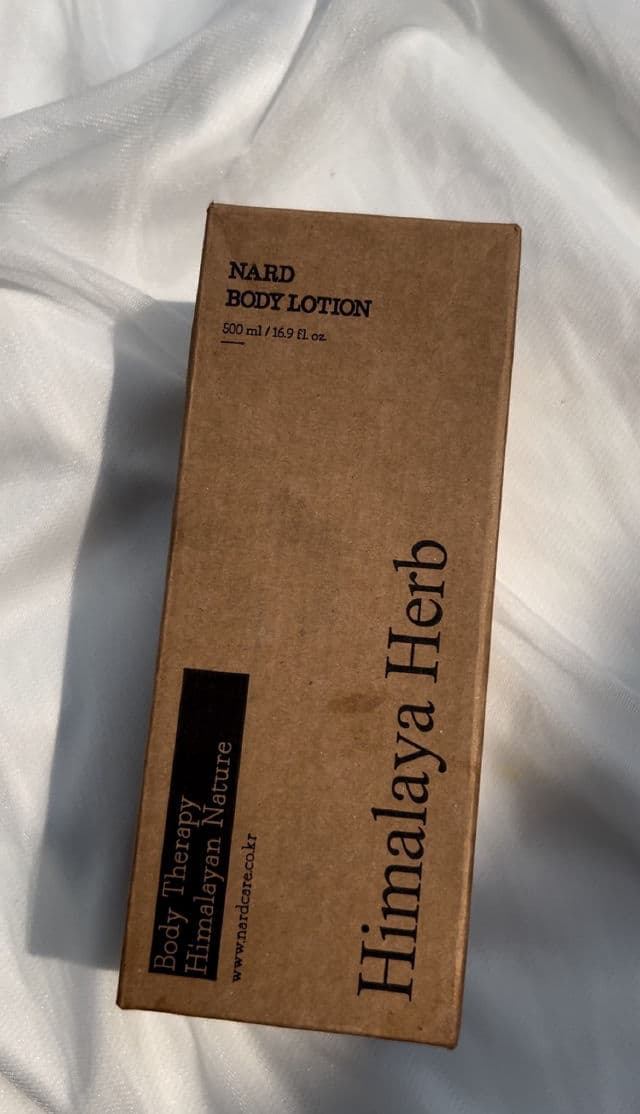 NARD
BODY LOTION
500 ml / 16.9 fl. oz.
Body Therapy
Himalayan Nature
www.nardcare.co.kr
Himalaya Herb